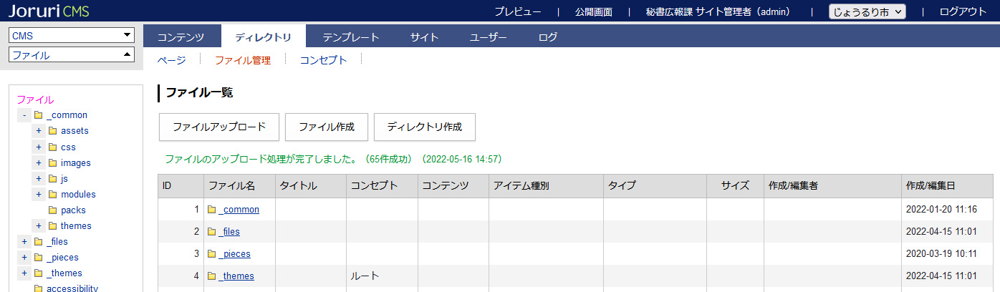 Joruri CMS プレビュー | 公開画面 | 秘書広報課 サイト管理者（admin） | じょうるり市 | ログアウト
CMS
ファイル
コンテンツ ディレクトリ テンプレート サイト ユーザー ログ
ページ ファイル管理 コンセプト
ファイル
- _common
+ assets
+ css
+ images
+ js
+ modules
packs
+ themes
+ _files
+ _pieces
+ _themes
accessibility
ファイル一覧
ファイルアップロード ファイル作成 ディレクトリ作成
ファイルのアップロード処理が完了しました。（65件成功）（2022-05-16 14:57）
ID ファイル名 タイトル コンセプト コンテンツ アイテム種別 タイプ サイズ 作成/編集者 作成/編集日
1 _common 2022-01-20 11:16
2 _files 2022-04-15 11:01
3 _pieces 2020-03-19 10:11
4 _themes ルート 2022-04-15 11:01